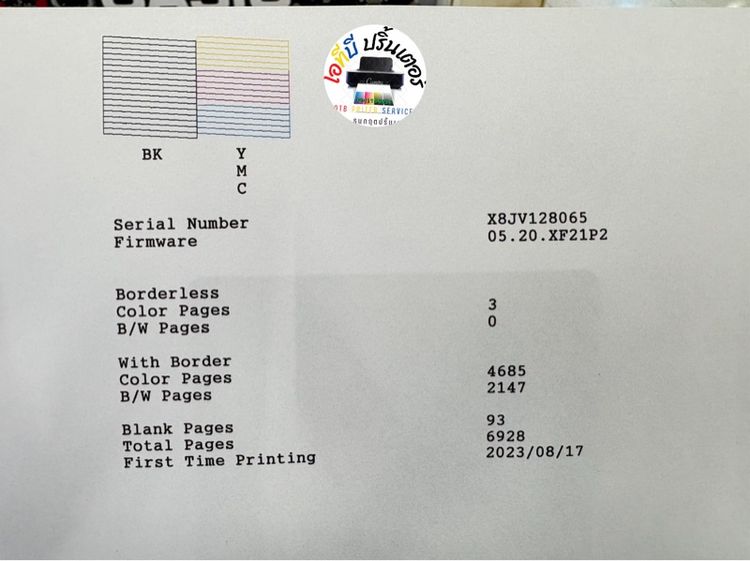 เอทีบี ปริ้นเตอร์
Canon
SERVICE
BK Y
M
C
Serial Number X8JV128065
Firmware 05.20.XF21P2
Borderless
Color Pages 3
B/W Pages 0
With Border
Color Pages 4685
B/W Pages 2147
Blank Pages 93
Total Pages 6928
First Time Printing 2023/08/17